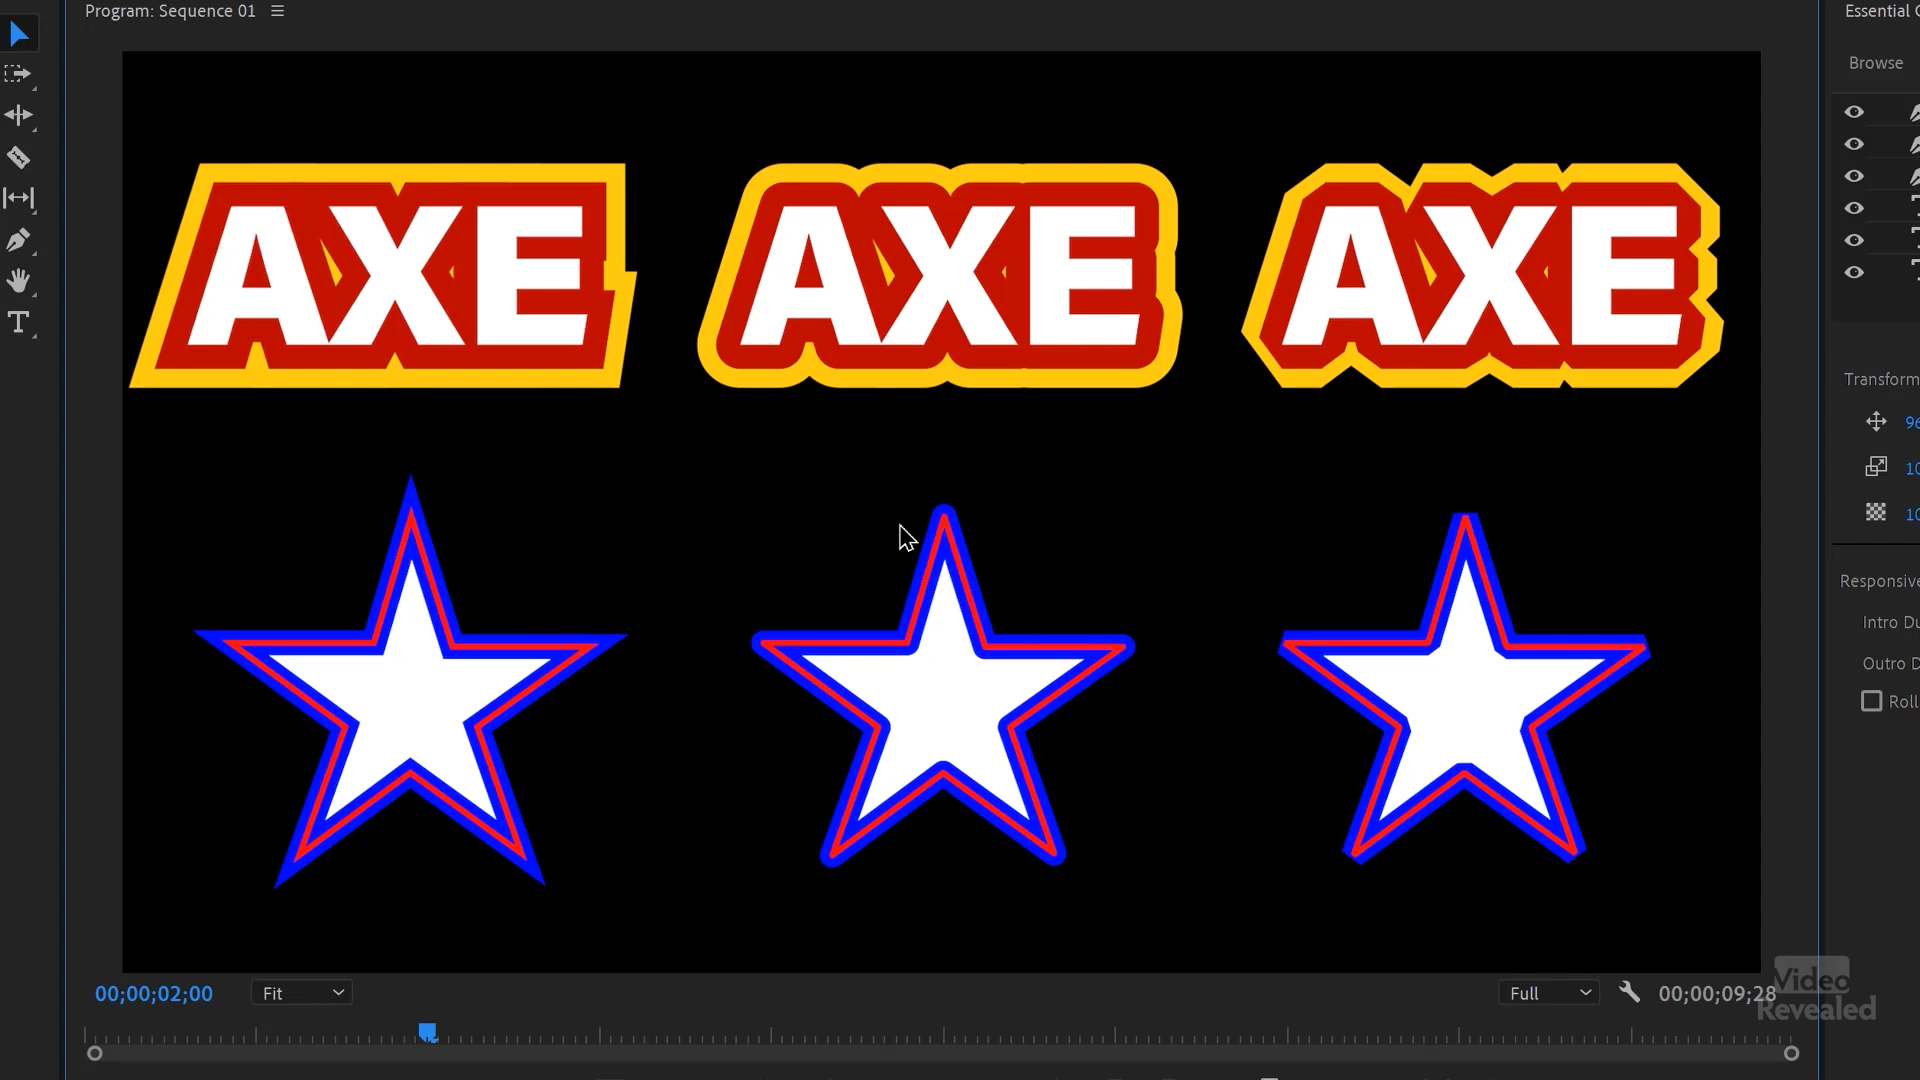 Program: Sequence 01
Essential
Browse
AXE AXE AXE
Transform
Responsive
Intro Du
Outro D
Roll
00;00;02;00 Fit Full 00;00;09;28
Video
Revealed